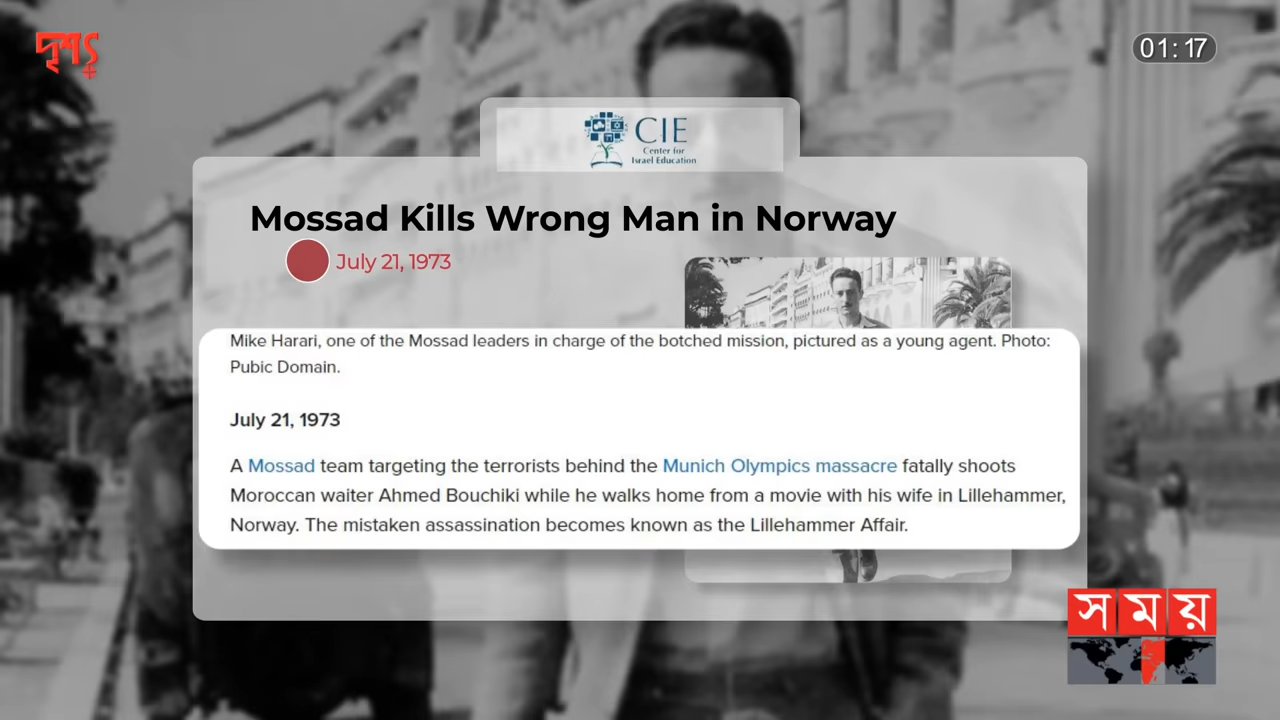 দৃশ্য
01:17
CIE
Center for
Israel Education
Mossad Kills Wrong Man in Norway
July 21, 1973
Mike Harari, one of the Mossad leaders in charge of the botched mission, pictured as a young agent. Photo:
Pubic Domain.
July 21, 1973
A Mossad team targeting the terrorists behind the Munich Olympics massacre fatally shoots
Moroccan waiter Ahmed Bouchiki while he walks home from a movie with his wife in Lillehammer,
Norway. The mistaken assassination becomes known as the Lillehammer Affair.
সময়